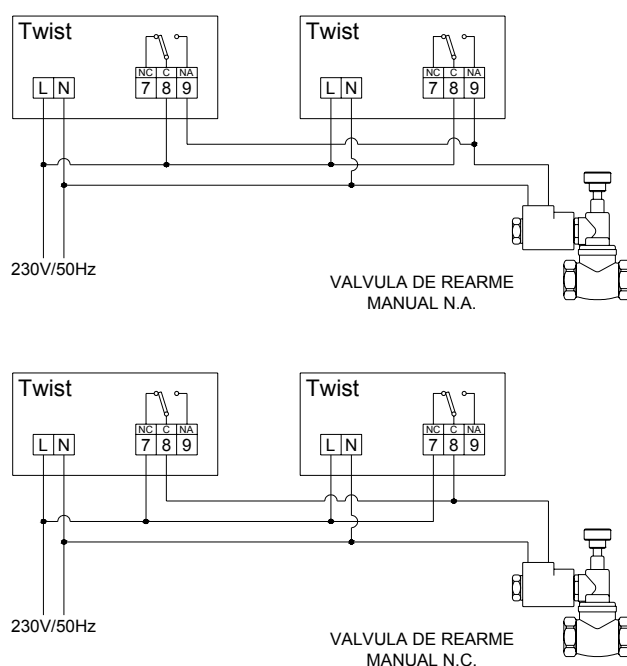 Twist
Twist
NC C NA
NC C NA
L N
7 8 9
L N
7 8 9
230V/50Hz
VALVULA DE REARME
MANUAL N.A.
Twist
Twist
NC C NA
NC C NA
L N
7 8 9
L N
7 8 9
230V/50Hz
VALVULA DE REARME
MANUAL N.C.